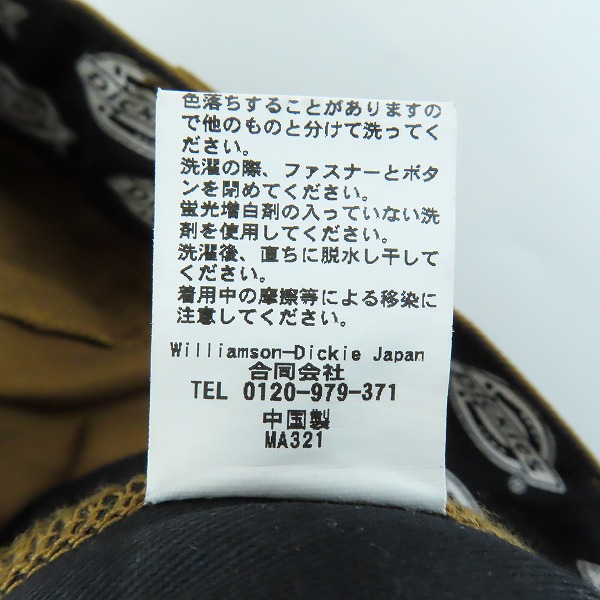 色落ちすることがありますの
で他のものと分けて洗ってく
ださい。
洗濯の際、ファスナーとボタ
ンを閉めてください。
蛍光増白剤の入っていない洗
剤を使用してください。
洗濯後、直ちに脱水し干して
ください。
着用中の摩擦等による移染に
注意してください。
Williamson-Dickie Japan
合同会社
TEL 0120-979-371
中国製
MA321
Dickies
Dickies
®